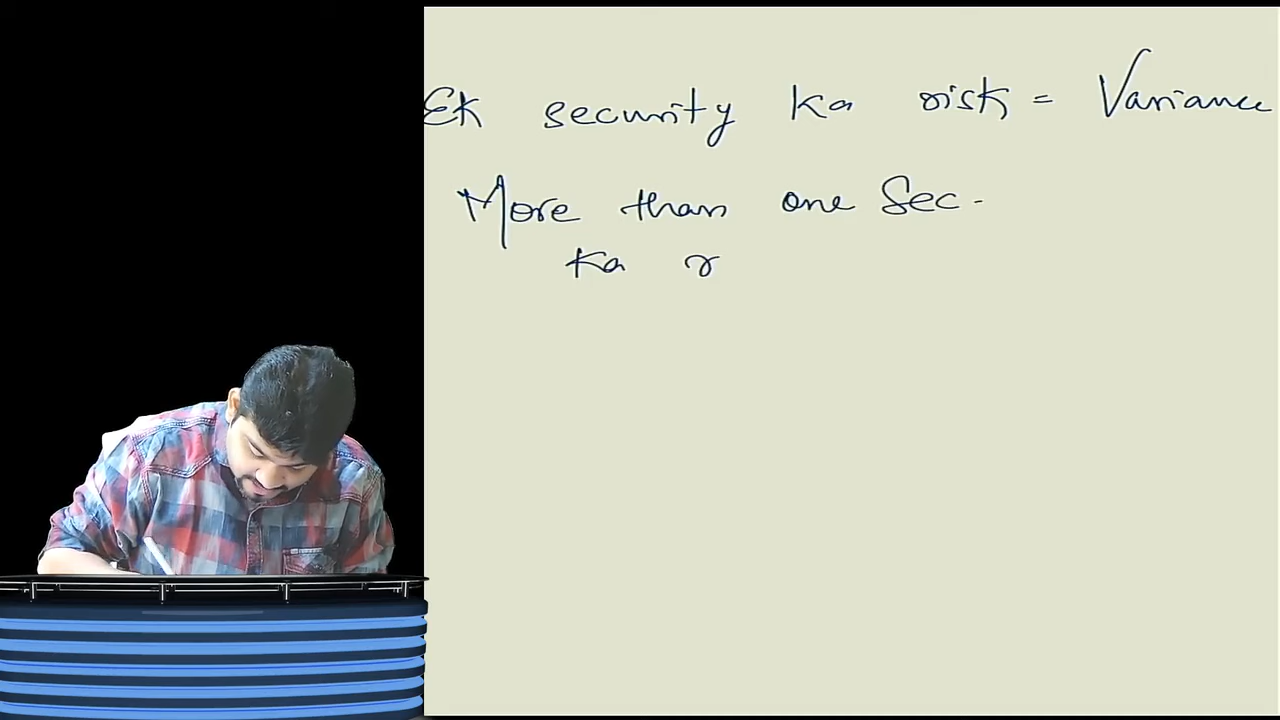 Ek security Ka risk = Variance
More than one Sec.
Ka r